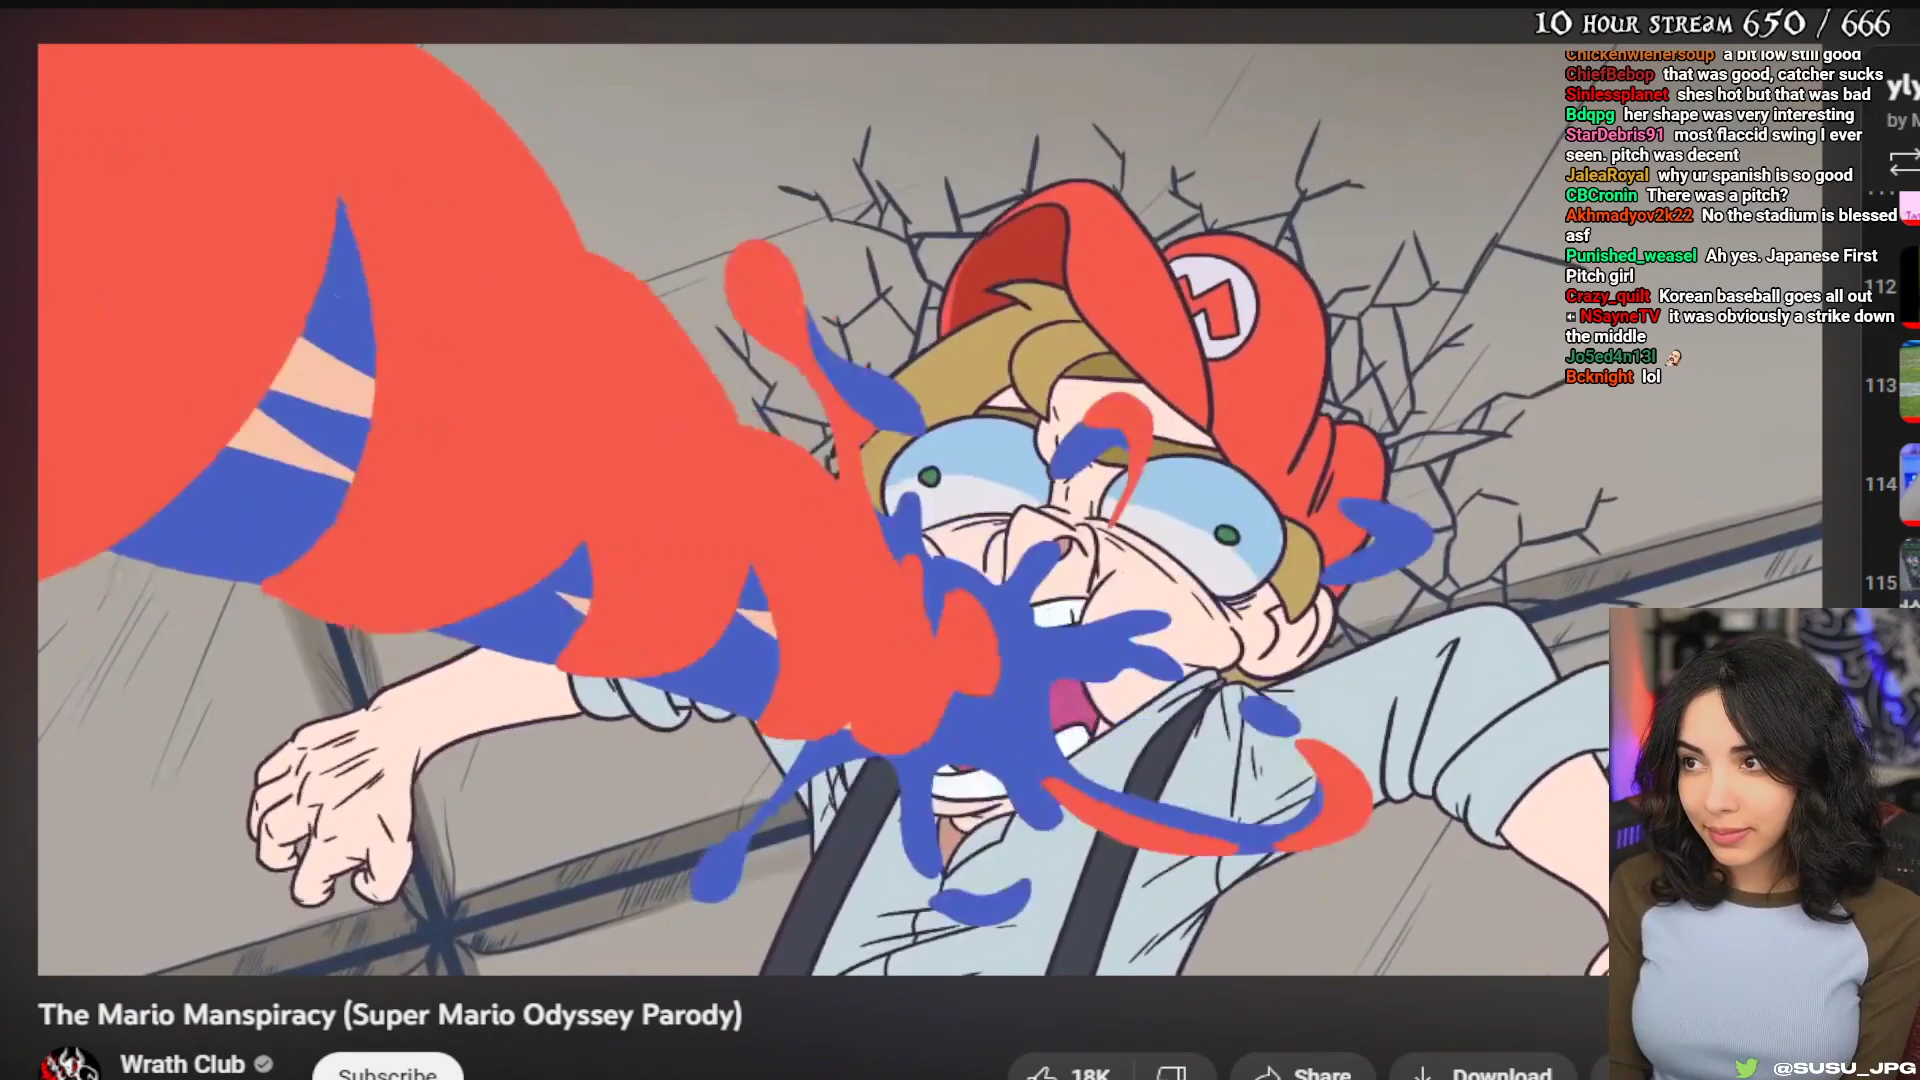 10 HOUR STREAM 650 / 666
Chickenwienersoup a bit low still good
ChiefBebop that was good, catcher sucks
Sinlessplanet shes hot but that was bad
Bdqpg her shape was very interesting
StarDebris91 most flaccid swing I ever
seen. pitch was decent
JaleaRoyal why ur spanish is so good
CBCronin There was a pitch?
Akhmadyov2k22 No the stadium is blessed
asf
Punished_weasel Ah yes. Japanese First
Pitch girl
Crazy_quilt Korean baseball goes all out
NSayneTV it was obviously a strike down
the middle
Jo5ed4n13l
Bcknight lol
yly
by M
112
113
114
115
M
The Mario Manspiracy (Super Mario Odyssey Parody)
Wrath Club
Subscribe
18K
Share
Download
@SUSU_JPG